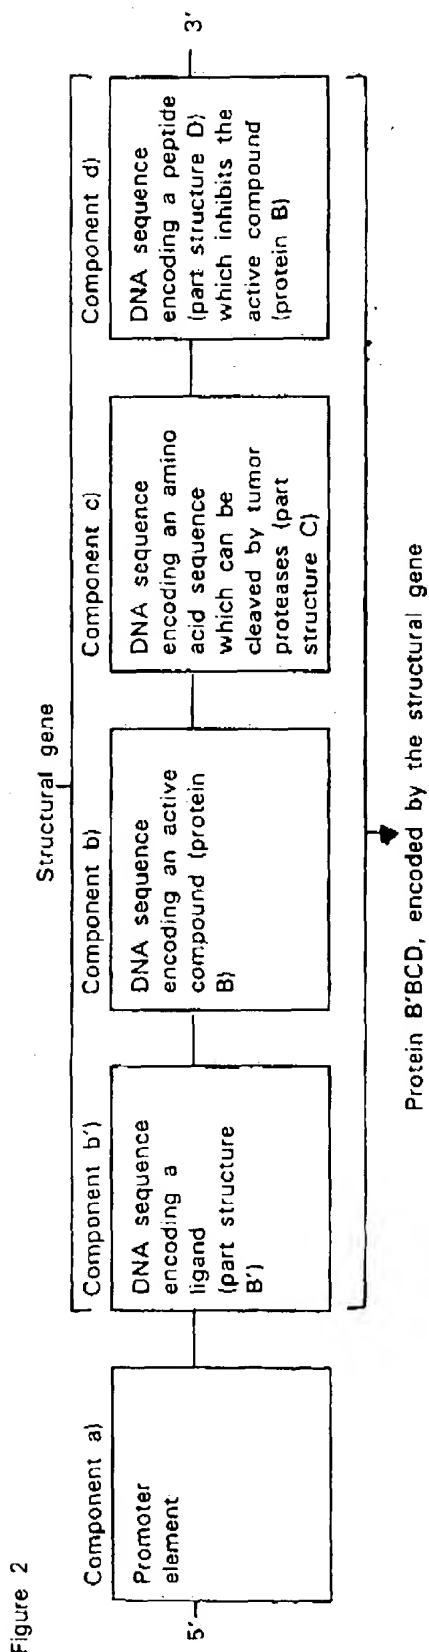 Figure 2
Structural gene
Component a)
Component b')
Component b)
Component c)
Component d)
5'
Promoter
element
DNA sequence
encoding a
ligand
(part structure
B')
DNA sequence
encoding an active
compound (protein
B)
DNA sequence
encoding an amino
acid sequence
which can be
cleaved by tumor
proteases (part
structure C)
DNA sequence
encoding a peptide
(part structure D)
which inhibits the
active compound
(protein B)
3'
Protein B'BCD, encoded by the structural gene